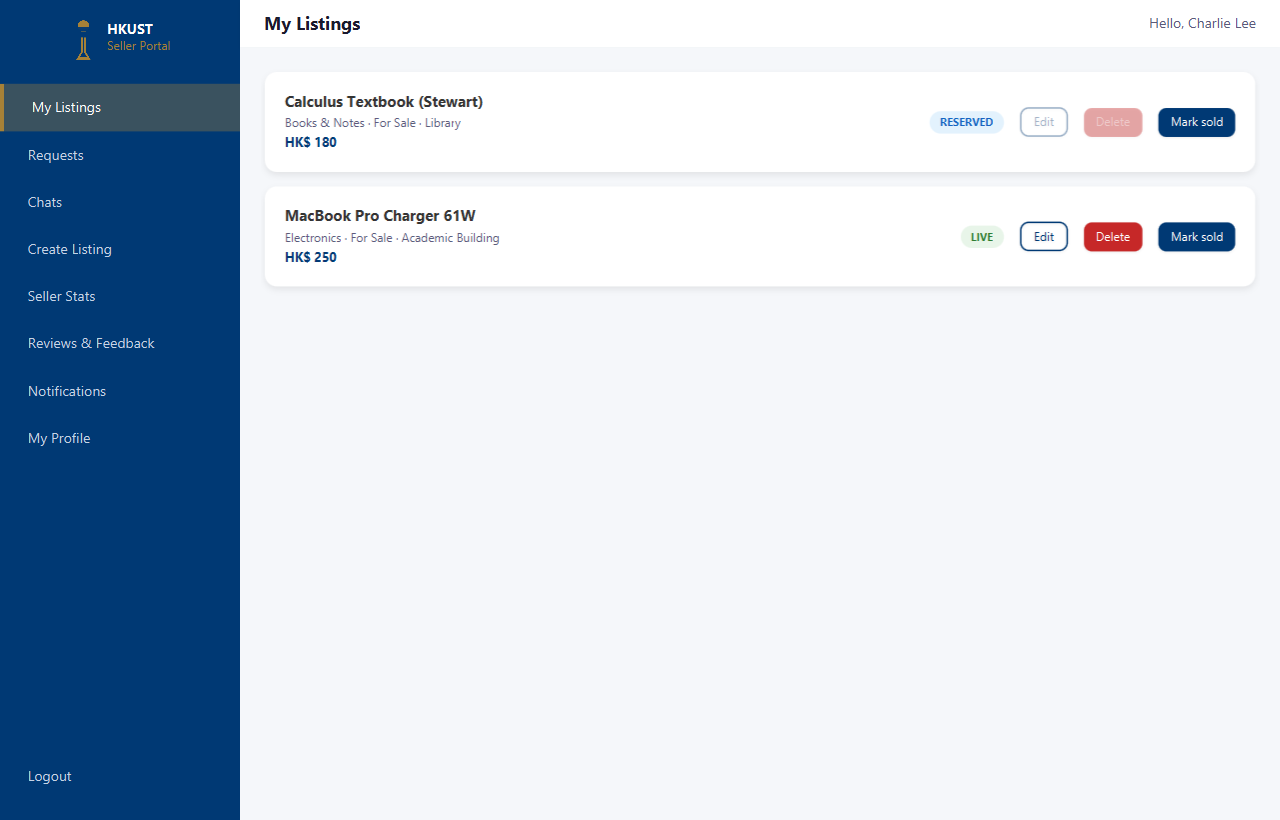 HKUST
Seller Portal
My Listings
Requests
Chats
Create Listing
Seller Stats
Reviews & Feedback
Notifications
My Profile
Logout
My Listings
Hello, Charlie Lee
Calculus Textbook (Stewart)
Books & Notes · For Sale · Library
HK$ 180
RESERVED
Edit
Delete
Mark sold
MacBook Pro Charger 61W
Electronics · For Sale · Academic Building
HK$ 250
LIVE
Edit
Delete
Mark sold